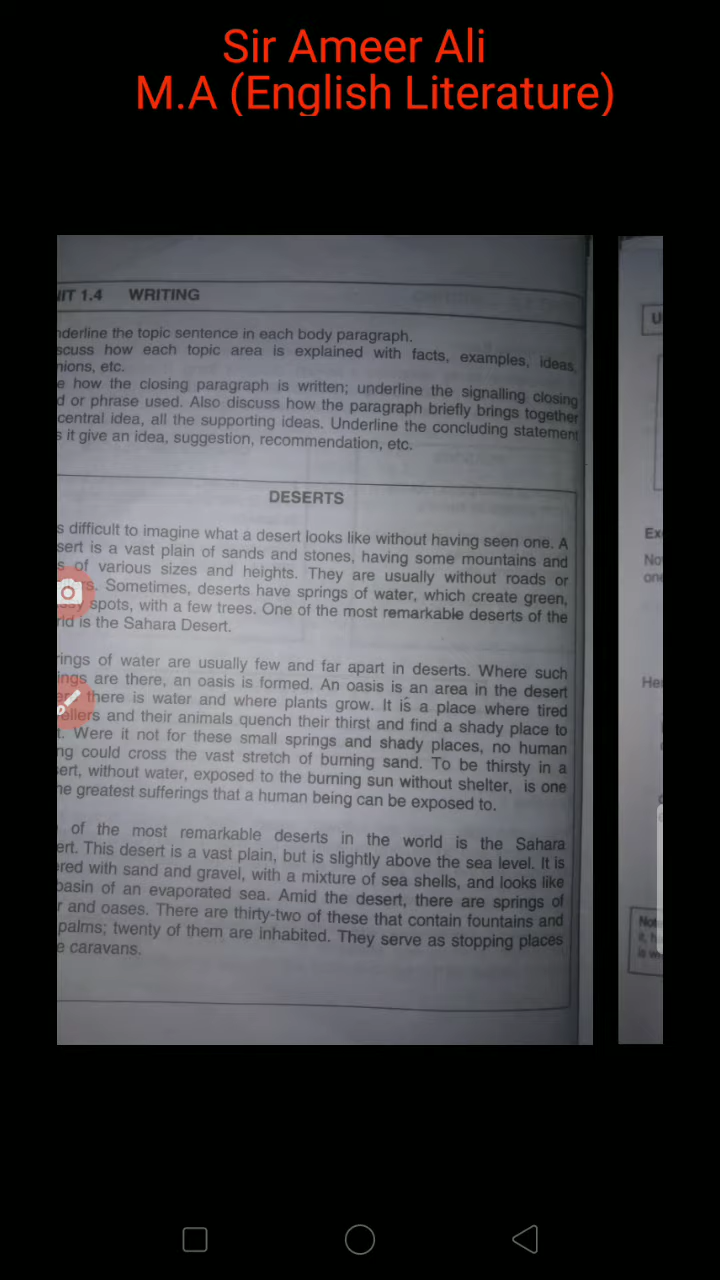 Sir Ameer Ali
M.A (English Literature)
UNIT 1.4 WRITING
nderline the topic sentence in each body paragraph.
scuss how each topic area is explained with facts, examples, ideas,
nions, etc.
e how the closing paragraph is written; underline the signalling closing
d or phrase used. Also discuss how the paragraph briefly brings together
central idea, all the supporting ideas. Underline the concluding statement
s it give an idea, suggestion, recommendation, etc.
DESERTS
s difficult to imagine what a desert looks like without having seen one. A
sert is a vast plain of sands and stones, having some mountains and
s of various sizes and heights. They are usually without roads or
rs. Sometimes, deserts have springs of water, which create green,
ssy spots, with a few trees. One of the most remarkable deserts of the
rld is the Sahara Desert.
rings of water are usually few and far apart in deserts. Where such
ings are there, an oasis is formed. An oasis is an area in the desert
there is water and where plants grow. It is a place where tired
ellers and their animals quench their thirst and find a shady place to
t. Were it not for these small springs and shady places, no human
ng could cross the vast stretch of burning sand. To be thirsty in a
sert, without water, exposed to the burning sun without shelter, is one
he greatest sufferings that a human being can be exposed to.
of the most remarkable deserts in the world is the Sahara
ert. This desert is a vast plain, but is slightly above the sea level. It is
ered with sand and gravel, with a mixture of sea shells, and looks like
basin of an evaporated sea. Amid the desert, there are springs of
r and oases. There are thirty-two of these that contain fountains and
palms; twenty of them are inhabited. They serve as stopping places
e caravans.
U
Ex
No
one
Her
Not
it, h
is w